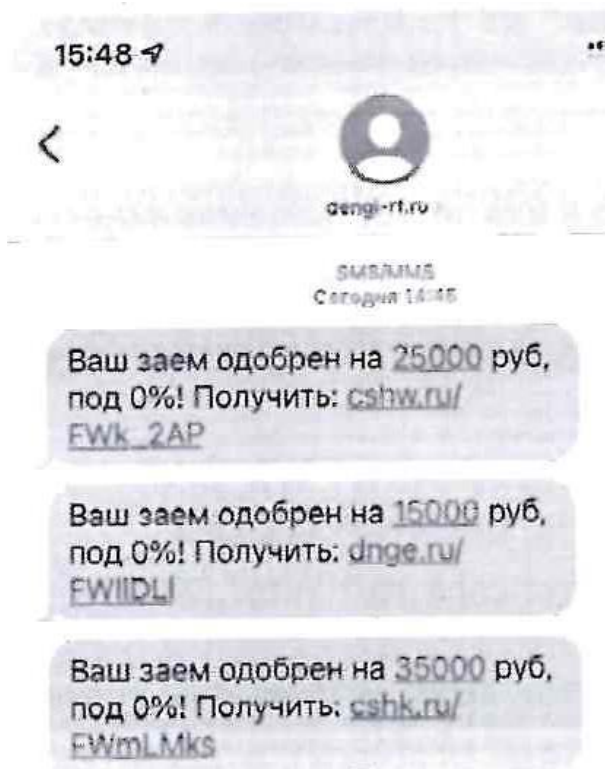 15:48
dengi-rt.ru
SMS/MMS
Сегодня 14:46
Ваш заем одобрен на 25000 руб,
под 0%! Получить: cshw.ru/
FWk_2AP
Ваш заем одобрен на 15000 руб,
под 0%! Получить: dnge.ru/
Ваш заем одобрен на 35000 руб,
под 0%! Получить: cshk.ru/
FWmLMks